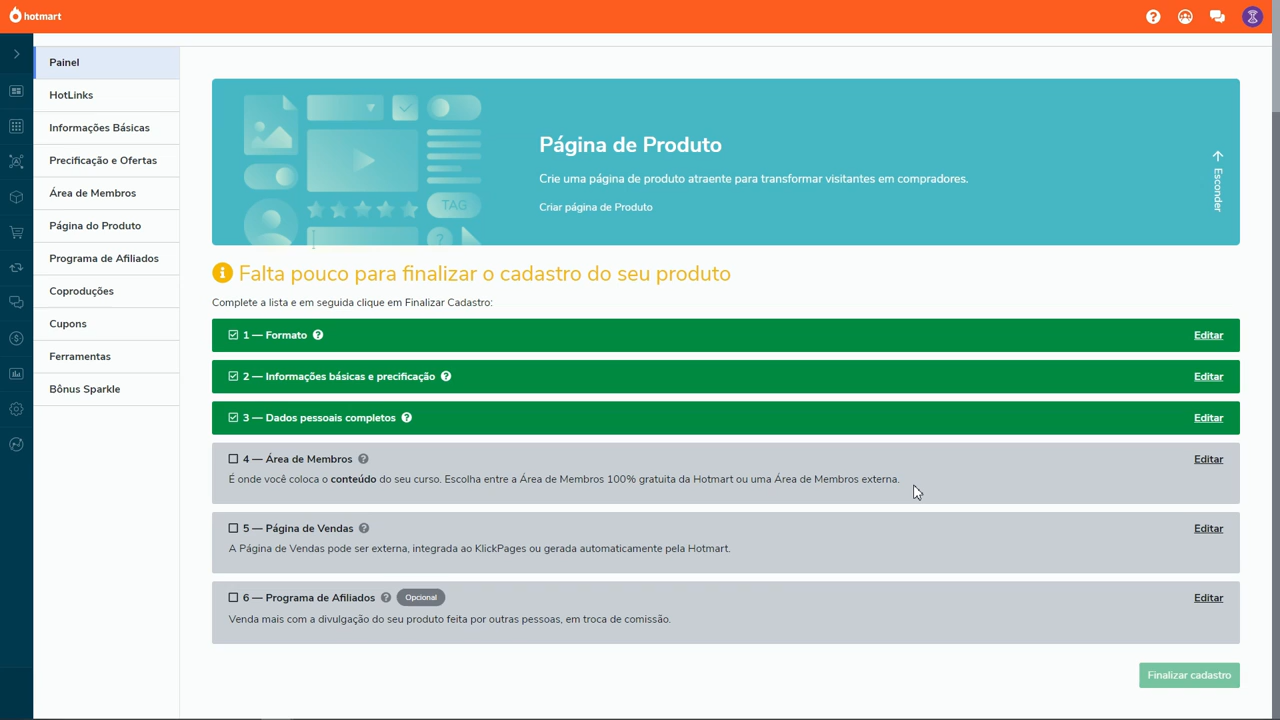 hotmart
Painel
HotLinks
Informações Básicas
Precificação e Ofertas
Área de Membros
Página do Produto
Programa de Afiliados
Coproduções
Cupons
Ferramentas
Bônus Sparkle
TAG
Página de Produto
Crie uma página de produto atraente para transformar visitantes em compradores.
Criar página de Produto
Esconder
Falta pouco para finalizar o cadastro do seu produto
Complete a lista e em seguida clique em Finalizar Cadastro:
1 — Formato Editar
2 — Informações básicas e precificação Editar
3 — Dados pessoais completos Editar
4 — Área de Membros Editar
É onde você coloca o conteúdo do seu curso. Escolha entre a Área de Membros 100% gratuita da Hotmart ou uma Área de Membros externa.
5 — Página de Vendas Editar
A Página de Vendas pode ser externa, integrada ao KlickPages ou gerada automaticamente pela Hotmart.
6 — Programa de Afiliados Opcional Editar
Venda mais com a divulgação do seu produto feita por outras pessoas, em troca de comissão.
Finalizar cadastro